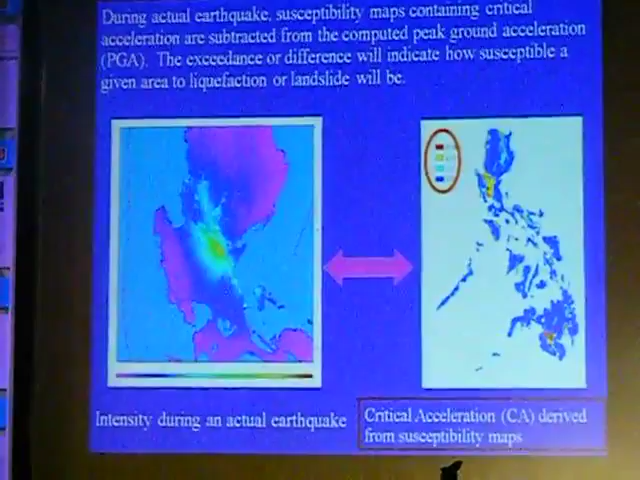 During actual earthquake, susceptibility maps containing critical
acceleration are subtracted from the computed peak ground acceleration
(PGA). The exceedance or difference will indicate how susceptible a
given area to liquefaction or landslide will be.
Intensity during an actual earthquake
Critical Acceleration (CA) derived
from susceptibility maps